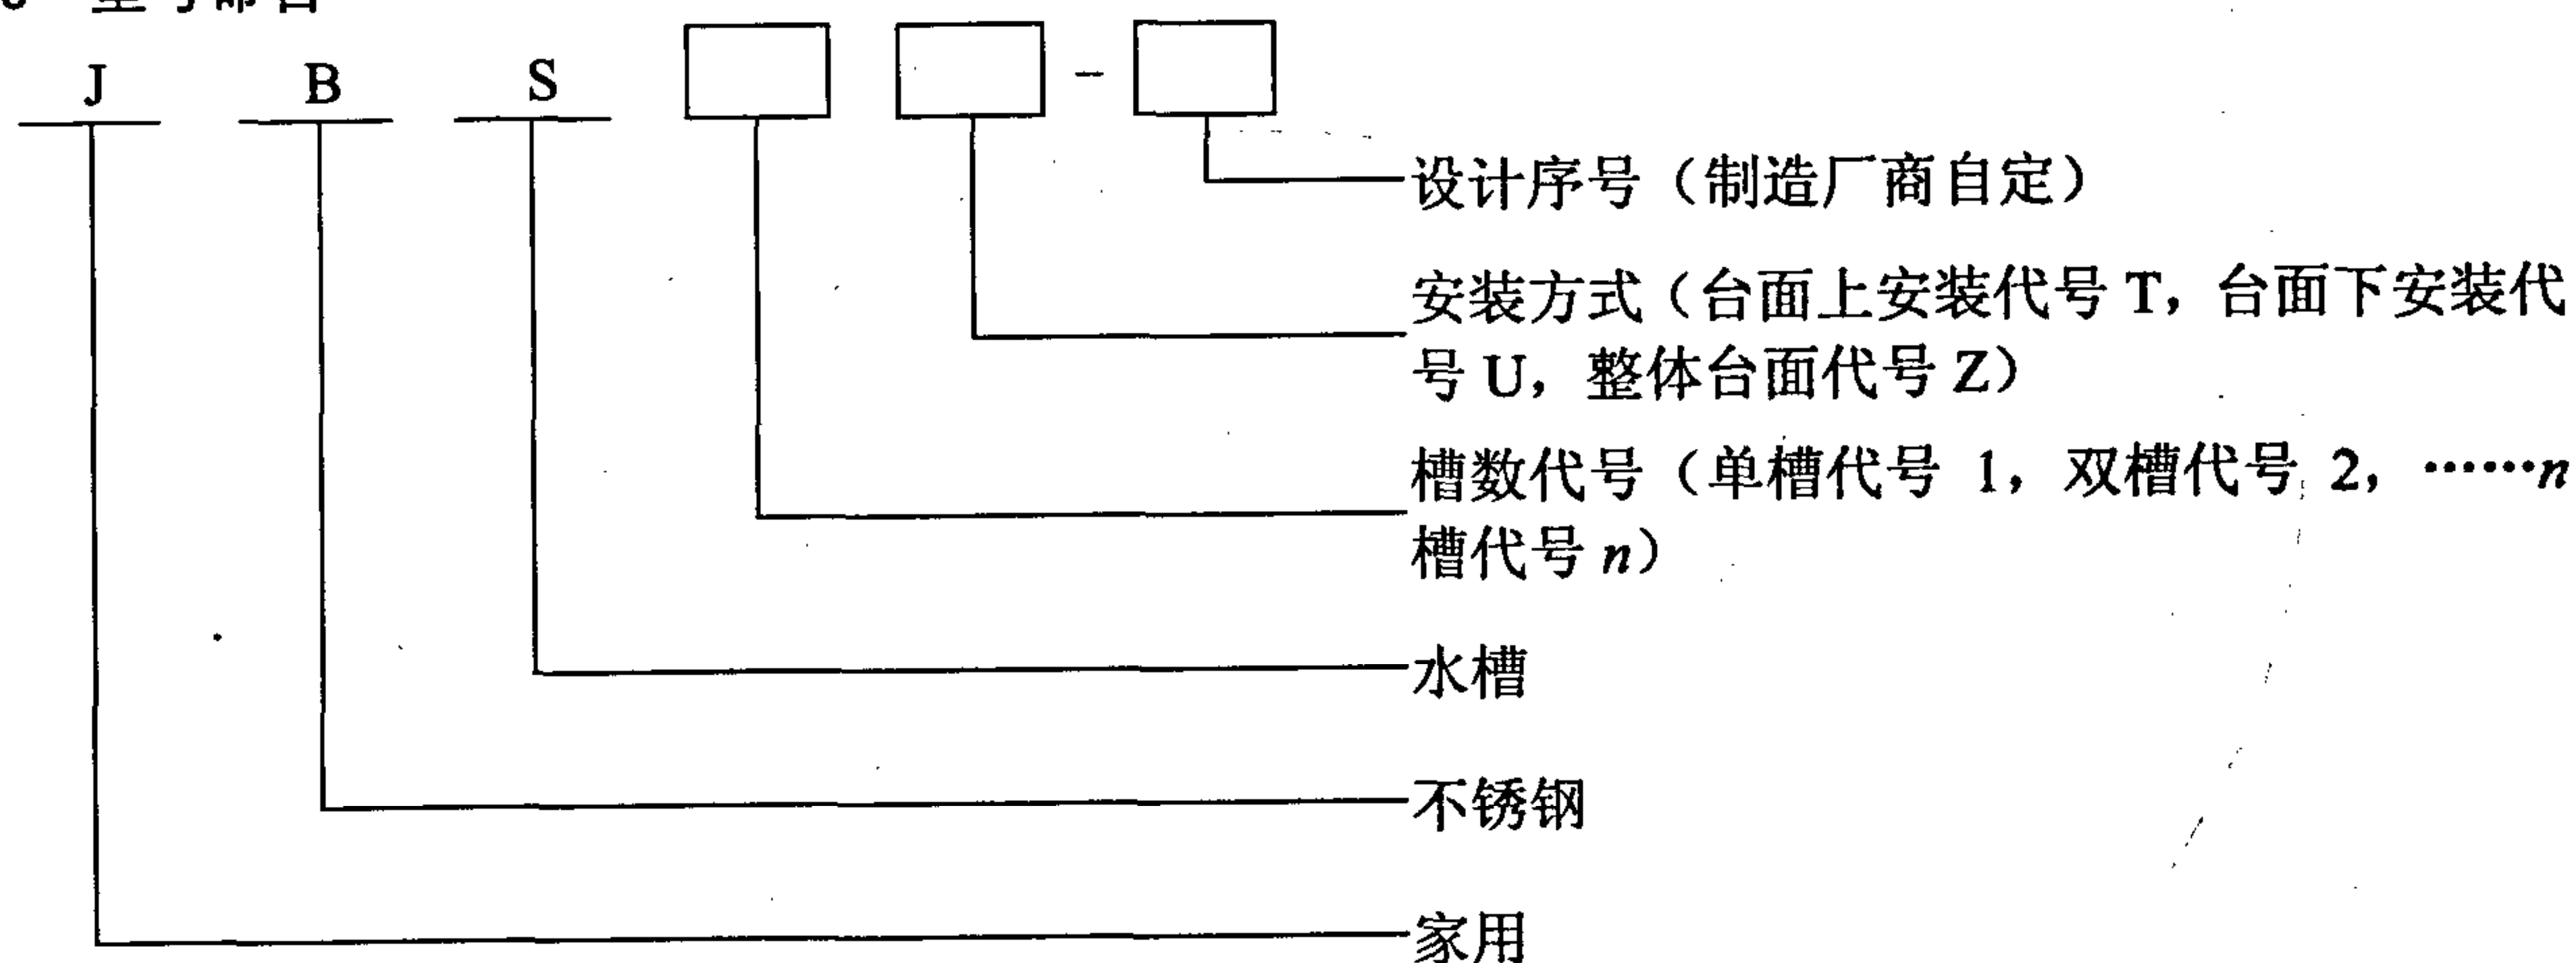 J B S □ □ - □
设计序号（制造厂商自定）
安装方式（台面上安装代号 T，台面下安装代
号 U，整体台面代号 Z）
槽数代号（单槽代号 1，双槽代号 2，……n
槽代号 n）
水槽
不锈钢
家用